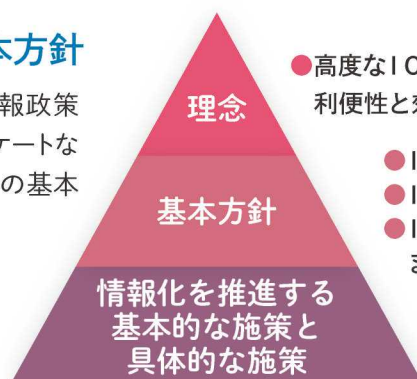 本方針
報政策
ケートな
の基本
理念
基本方針
情報化を推進する
基本的な施策と
具体的な施策
●高度なIC
利便性と
●I
●I
●I